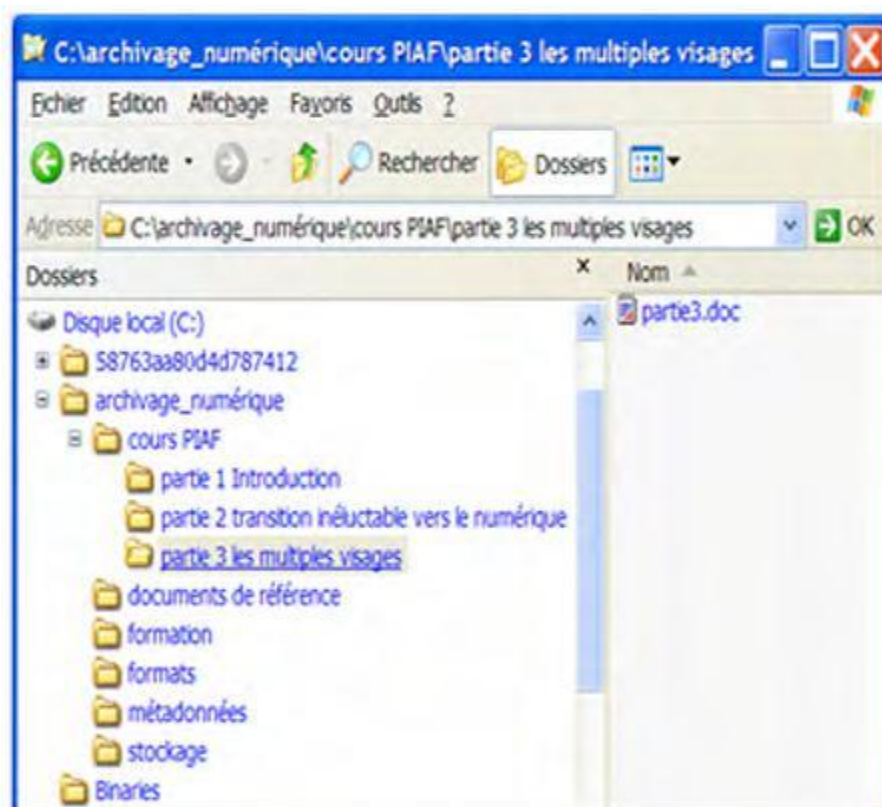 C:\archivage_numérique\cours PIAF\partie 3 les multiples visages
Fichier Edition Affichage Favoris Outils ?
Précédente Rechercher Dossiers
Adresse C:\archivage_numérique\cours PIAF\partie 3 les multiples visages OK
Dossiers x Nom
Disque local (C:) partie3.doc
58763aa80d4d787412
archivage_numérique
cours PIAF
partie 1 Introduction
partie 2 transition inéluctable vers le numérique
partie 3 les multiples visages
documents de référence
formation
formats
métadonnées
stockage
Binaries